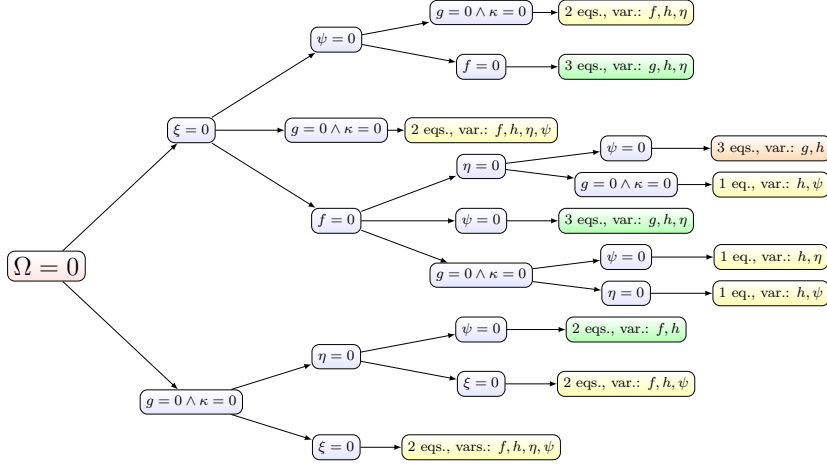 g = 0 ∧ κ = 0
2 eqs., var.: f, h, η
ψ = 0
f = 0
3 eqs., var.: g, h, η
ξ = 0
g = 0 ∧ κ = 0
2 eqs., var.: f, h, η, ψ
ψ = 0
3 eqs., var.: g, h
η = 0
g = 0 ∧ κ = 0
1 eq., var.: h, ψ
f = 0
ψ = 0
3 eqs., var.: g, h, η
ψ = 0
1 eq., var.: h, η
Ω = 0
g = 0 ∧ κ = 0
η = 0
1 eq., var.: h, ψ
ψ = 0
2 eqs., var.: f, h
η = 0
ξ = 0
2 eqs., var.: f, h, ψ
g = 0 ∧ κ = 0
ξ = 0
2 eqs., vars.: f, h, η, ψ